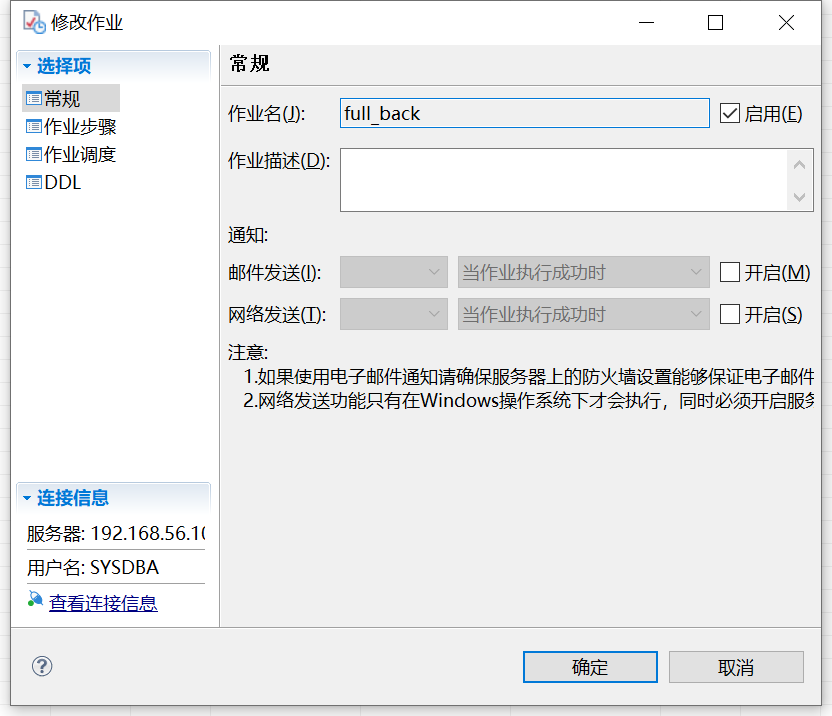 修改作业
选择项
常规
作业步骤
作业调度
DDL
连接信息
服务器: 192.168.56.10
用户名: SYSDBA
查看连接信息
常规
作业名(J): full_back 启用(E)
作业描述(D):
通知:
邮件发送(I): 当作业执行成功时 开启(M)
网络发送(T): 当作业执行成功时 开启(S)
注意:
1.如果使用电子邮件通知请确保服务器上的防火墙设置能够保证电子邮件
2.网络发送功能只有在Windows操作系统下才会执行，同时必须开启服务
确定 取消